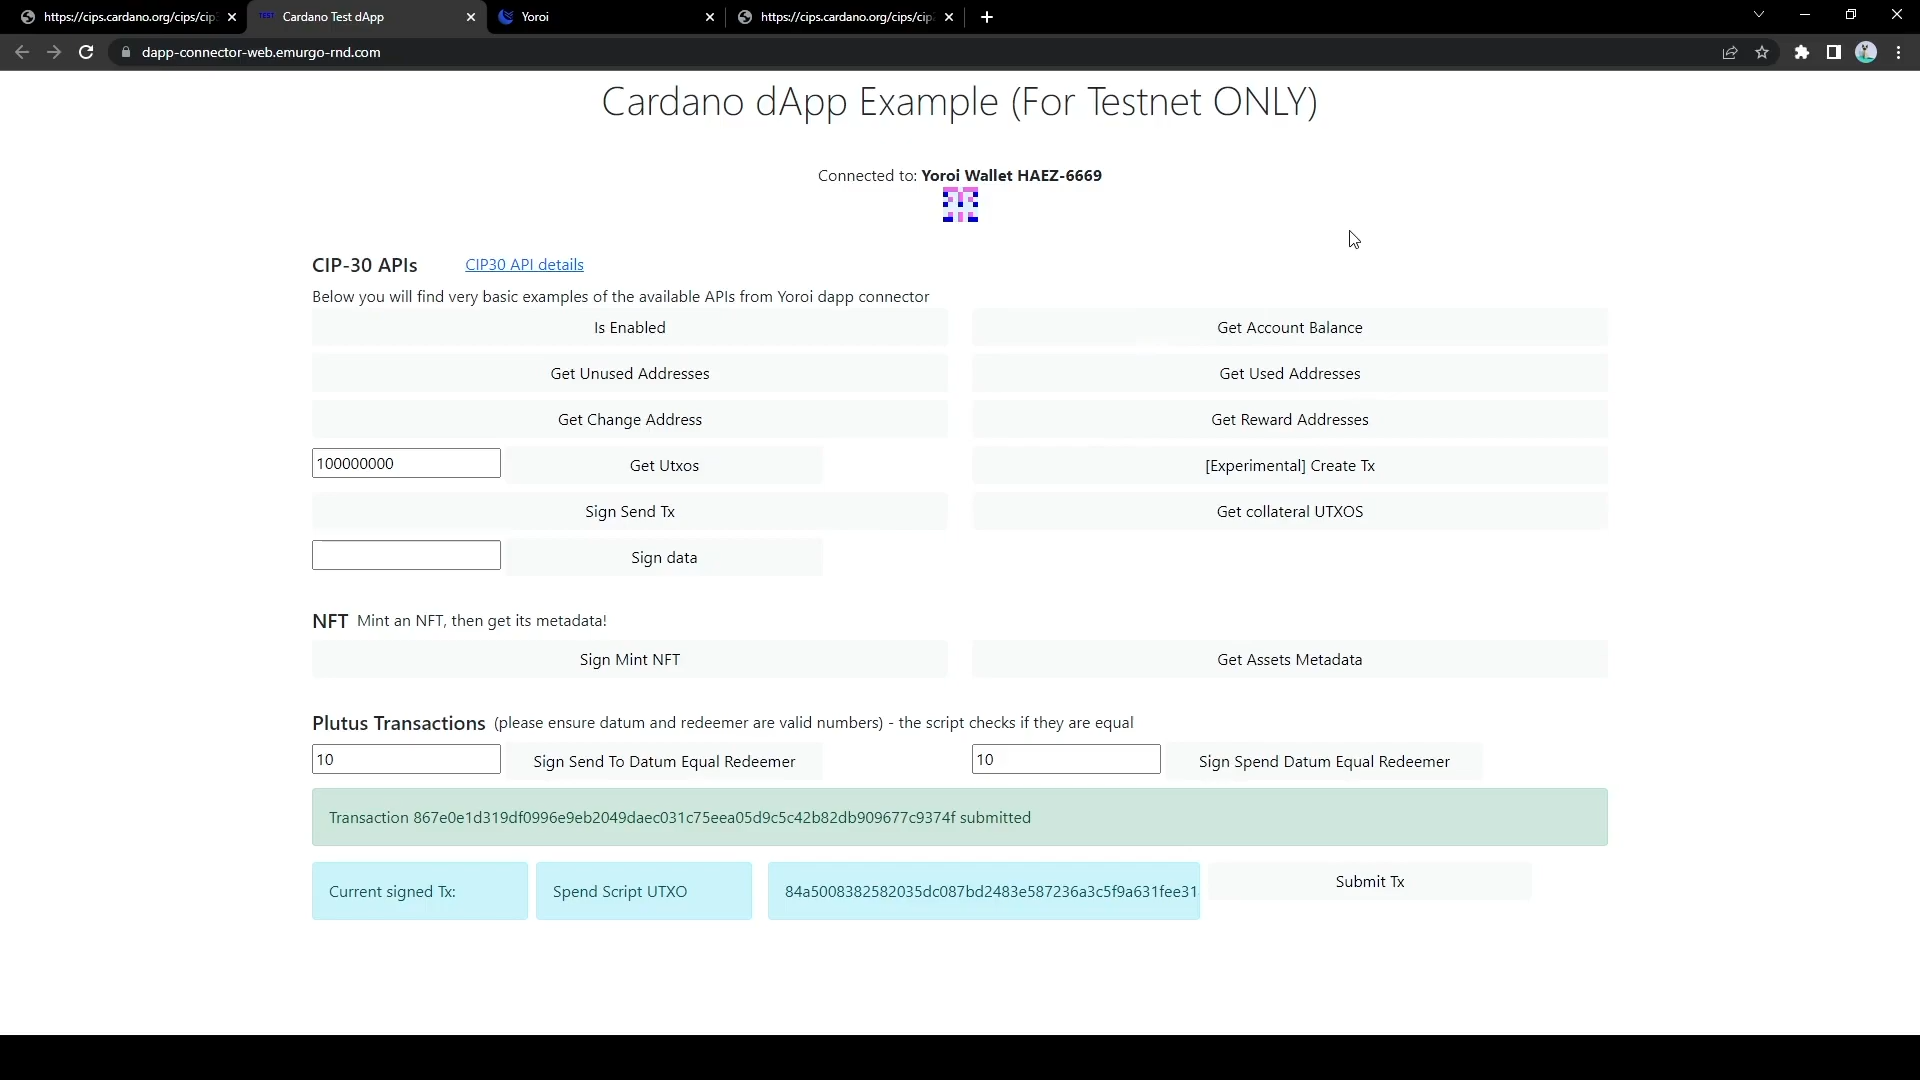 https://cips.cardano.org/cips/cip
Cardano Test dApp
Yoroi
https://cips.cardano.org/cips/cip
dapp-connector-web.emurgo-rnd.com
Cardano dApp Example (For Testnet ONLY)
Connected to: Yoroi Wallet HAEZ-6669
CIP-30 APIs CIP30 API details
Below you will find very basic examples of the available APIs from Yoroi dapp connector
Is Enabled
Get Account Balance
Get Unused Addresses
Get Used Addresses
Get Change Address
Get Reward Addresses
100000000
Get Utxos
[Experimental] Create Tx
Sign Send Tx
Get collateral UTXOS
Sign data
NFT Mint an NFT, then get its metadata!
Sign Mint NFT
Get Assets Metadata
Plutus Transactions (please ensure datum and redeemer are valid numbers) - the script checks if they are equal
10
Sign Send To Datum Equal Redeemer
10
Sign Spend Datum Equal Redeemer
Transaction 867e0e1d319df0996e9eb2049daec031c75eea05d9c5c42b82db909677c9374f submitted
Current signed Tx:
Spend Script UTXO
84a5008382582035dc087bd2483e587236a3c5f9a631fee31
Submit Tx